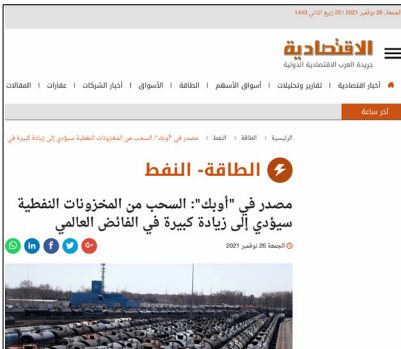 الجمعة, 26 نوفمبر 2021 | 20 ربيع الثاني 1443
الاقتصادية
جريدة العرب الاقتصادية الدولية
أخبار اقتصادية | تقارير وتحليلات | أسواق الأسهم | الطاقة | الأسواق | أخبار الشركات | عقارات | المقالات
آخر ساعة
الرئيسية › الطاقة › النفط › مصدر في "أوبك": السحب من المخزونات النفطية سيؤدي إلى زيادة كبيرة في
الطاقة- النفط
مصدر في "أوبك": السحب من المخزونات النفطية
سيؤدي إلى زيادة كبيرة في الفائض العالمي
الجمعة 26 نوفمبر 2021